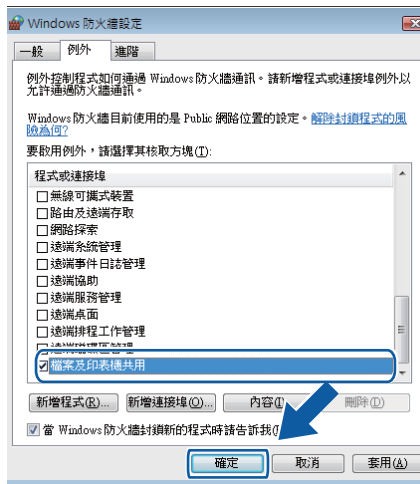 Windows 防火牆設定
一般
例外
進階
例外控制程式如何通過 Windows 防火牆通訊。請新增程式或連接埠例外以
允許通過防火牆通訊。
Windows 防火牆目前使用的是 Public 網路位置的設定。解除封鎖程式的風
險為何?
要啟用例外，請選擇其核取方塊(T):
程式或連接埠
無線可攜式裝置
路由及遠端存取
網路探索
遠端系統管理
遠端事件日誌管理
遠端協助
遠端服務管理
遠端桌面
遠端排程工作管理
檔案及印表機共用
新增程式(R)...
新增連接埠(O)...
內容(I)
刪除(D)
當 Windows 防火牆封鎖新的程式時請告訴我
確定
取消
套用(A)